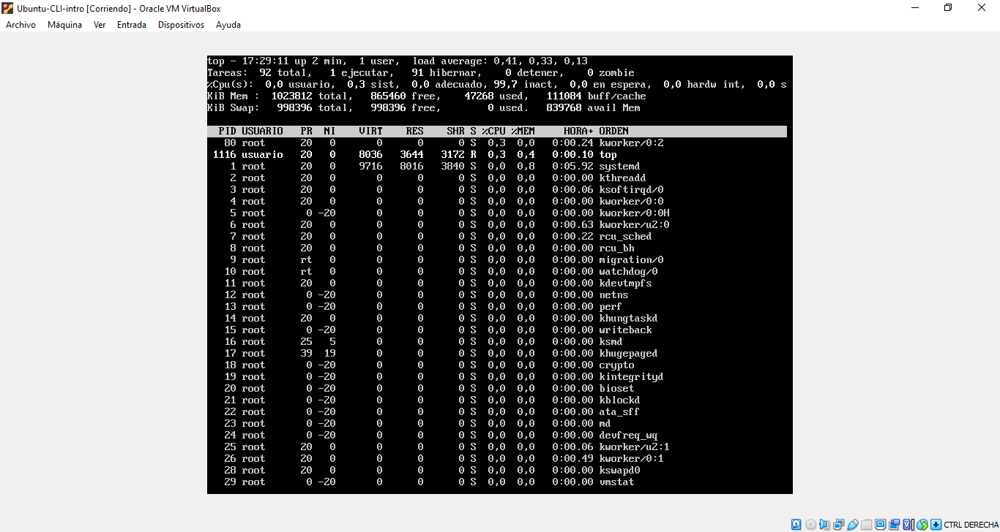 Ubuntu-CLI-intro [Corriendo] - Oracle VM VirtualBox
Archivo Máquina Ver Entrada Dispositivos Ayuda
top - 17:29:11 up 2 min, 1 user, load average: 0,41, 0,33, 0,13
Tareas: 92 total, 1 ejecutar, 91 hibernar, 0 detener, 0 zombie
%Cpu(s): 0,0 usuario, 0,3 sist, 0,0 adecuado, 99,7 inact, 0,0 en espera, 0,0 hardw int, 0,0 s
KiB Mem : 1023812 total, 865460 free, 47268 used, 111084 buff/cache
KiB Swap: 998396 total, 998396 free, 0 used. 839768 avail Mem
PID USUARIO PR NI VIRT RES SHR S %CPU %MEM HORA+ ORDEN
80 root 20 0 0 0 0 S 0,3 0,0 0:00.24 kworker/0:2
1116 usuario 20 0 8036 3644 3172 R 0,3 0,4 0:00.10 top
1 root 20 0 9716 8016 3840 S 0,0 0,8 0:05.92 systemd
2 root 20 0 0 0 0 S 0,0 0,0 0:00.00 kthreadd
3 root 20 0 0 0 0 S 0,0 0,0 0:00.06 ksoftirqd/0
4 root 20 0 0 0 0 S 0,0 0,0 0:00.00 kworker/0:0
5 root 0 -20 0 0 0 S 0,0 0,0 0:00.00 kworker/0:0H
6 root 20 0 0 0 0 S 0,0 0,0 0:00.63 kworker/u2:0
7 root 20 0 0 0 0 S 0,0 0,0 0:00.22 rcu_sched
8 root 20 0 0 0 0 S 0,0 0,0 0:00.00 rcu_bh
9 root rt 0 0 0 0 S 0,0 0,0 0:00.00 migration/0
10 root rt 0 0 0 0 S 0,0 0,0 0:00.00 watchdog/0
11 root 20 0 0 0 0 S 0,0 0,0 0:00.00 kdevtmpfs
12 root 0 -20 0 0 0 S 0,0 0,0 0:00.00 netns
13 root 0 -20 0 0 0 S 0,0 0,0 0:00.00 perf
14 root 20 0 0 0 0 S 0,0 0,0 0:00.00 khungtaskd
15 root 0 -20 0 0 0 S 0,0 0,0 0:00.00 writeback
16 root 25 5 0 0 0 S 0,0 0,0 0:00.00 ksmd
17 root 39 19 0 0 0 S 0,0 0,0 0:00.00 khugepaged
18 root 0 -20 0 0 0 S 0,0 0,0 0:00.00 crypto
19 root 0 -20 0 0 0 S 0,0 0,0 0:00.00 kintegrityd
20 root 0 -20 0 0 0 S 0,0 0,0 0:00.00 bioset
21 root 0 -20 0 0 0 S 0,0 0,0 0:00.00 kblockd
22 root 0 -20 0 0 0 S 0,0 0,0 0:00.00 ata_sff
23 root 0 -20 0 0 0 S 0,0 0,0 0:00.00 md
24 root 0 -20 0 0 0 S 0,0 0,0 0:00.00 devfreq_wq
25 root 20 0 0 0 0 S 0,0 0,0 0:00.06 kworker/u2:1
26 root 20 0 0 0 0 S 0,0 0,0 0:00.49 kworker/0:1
28 root 20 0 0 0 0 S 0,0 0,0 0:00.00 kswapd0
29 root 0 -20 0 0 0 S 0,0 0,0 0:00.00 vmstat
CTRL DERECHA